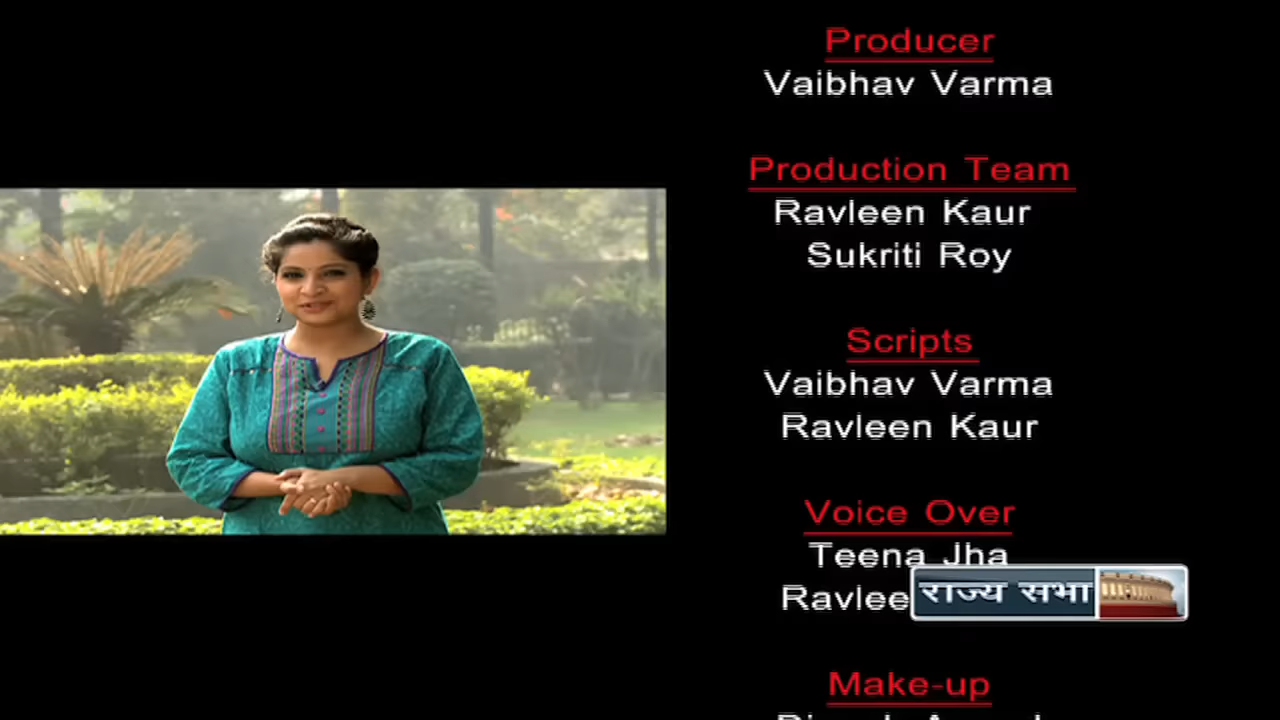 Producer
Vaibhav Varma
Production Team
Ravleen Kaur
Sukriti Roy
Scripts
Vaibhav Varma
Ravleen Kaur
Voice Over
Teena Jha
राज्य सभा
Make-up